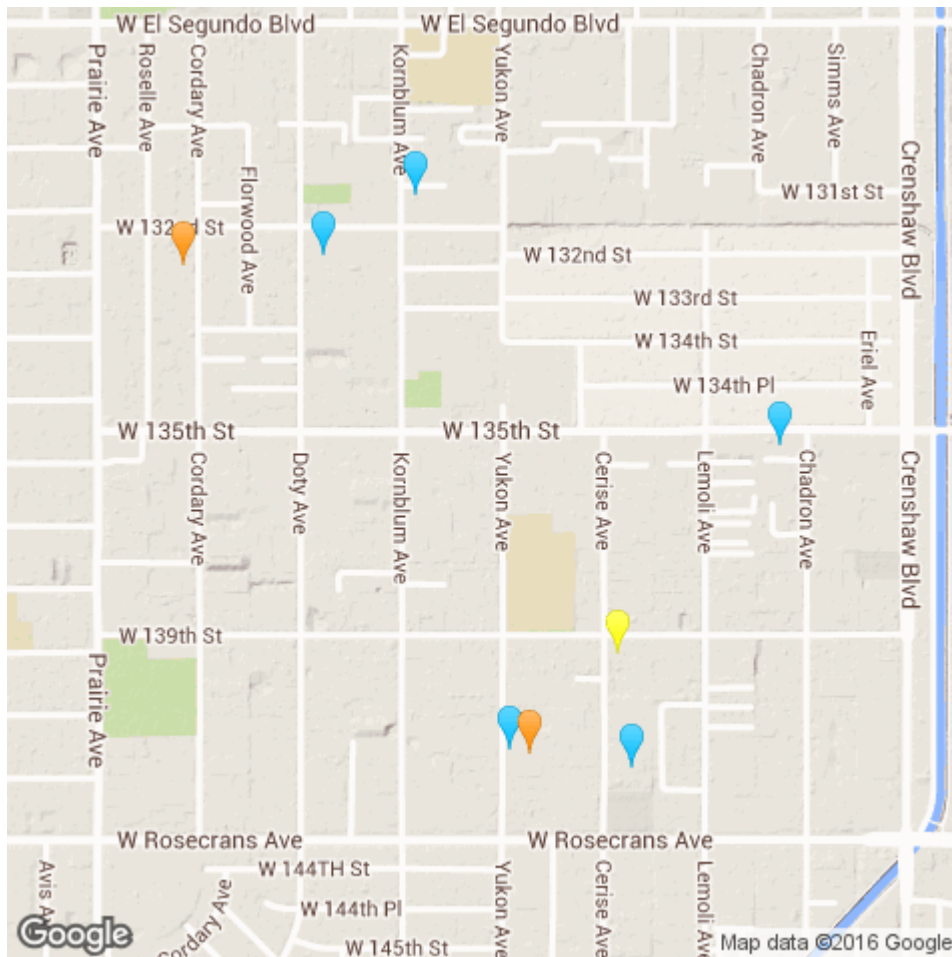 W El Segundo Blvd
W El Segundo Blvd
Prairie Ave
Roselle Ave
Cordary Ave
Kornblum Ave
Yukon Ave
Chadron Ave
Simms Ave
Crenshaw Blvd
Florwood Ave
W 131st St
W 132nd St
W 132nd St
W 133rd St
W 134th St
Eriel Ave
W 134th Pl
W 135th St
W 135th St
Cordary Ave
Doty Ave
Kornblum Ave
Yukon Ave
Cerise Ave
Lemoli Ave
Chadron Ave
Crenshaw Blvd
W 139th St
Prairie Ave
W Rosecrans Ave
W Rosecrans Ave
Avis Av
W 144TH St
Yukon Ave
Cerise Ave
Lemoli Ave
W 144th Pl
Cordary Ave
W 145th St
Google
Map data ©2016 Google